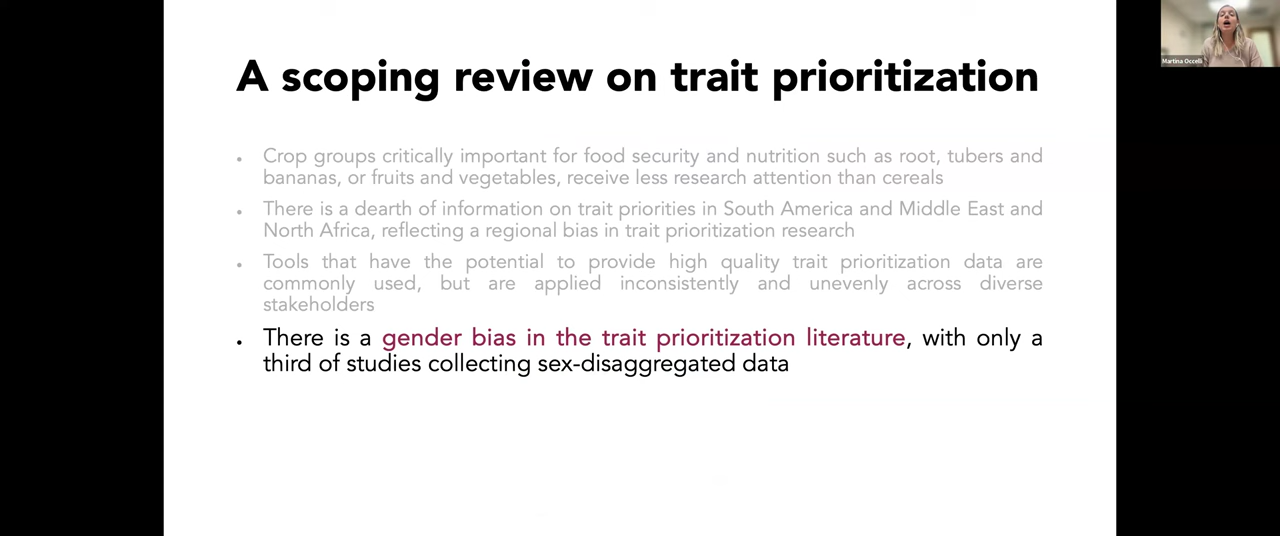 A scoping review on trait prioritization
• Crop groups critically important for food security and nutrition such as root, tubers and
bananas, or fruits and vegetables, receive less research attention than cereals
• There is a dearth of information on trait priorities in South America and Middle East and
North Africa, reflecting a regional bias in trait prioritization research
• Tools that have the potential to provide high quality trait prioritization data are
commonly used, but are applied inconsistently and unevenly across diverse
stakeholders
• There is a gender bias in the trait prioritization literature, with only a
third of studies collecting sex-disaggregated data
Martina Occelli